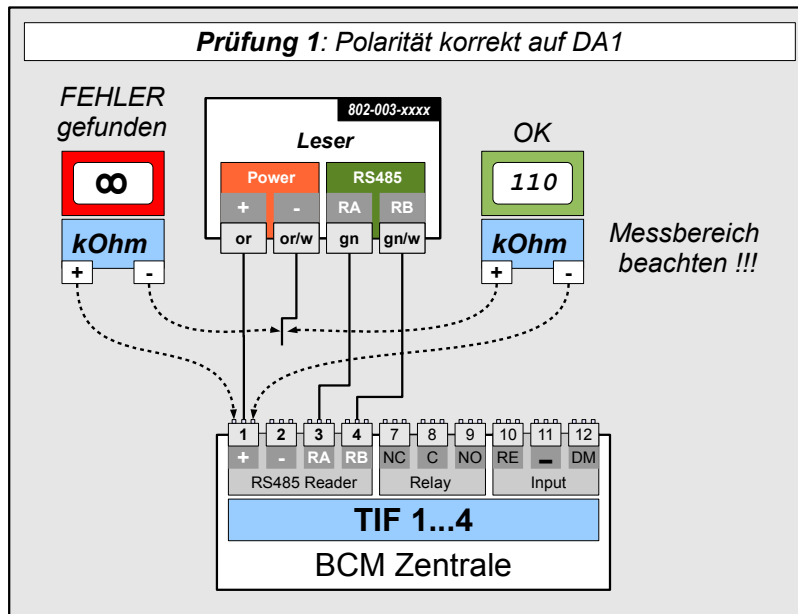 Prüfung 1: Polarität korrekt auf DA1
FEHLER
gefunden
∞
kOhm
+ -
802-003-xxxx
Leser
Power RS485
+ - RA RB
or or/w gn gn/w
OK
110
kOhm
+ -
Messbereich
beachten !!!
1 2 3 4 7 8 9 10 11 12
+ - RA RB NC C NO RE - DM
RS485 Reader Relay Input
TIF 1...4
BCM Zentrale